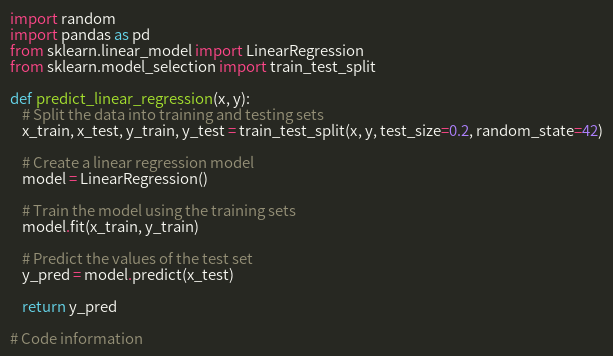 import random
import pandas as pd
from sklearn.linear_model import LinearRegression
from sklearn.model_selection import train_test_split

def predict_linear_regression(x, y):
    # Split the data into training and testing sets
    x_train, x_test, y_train, y_test = train_test_split(x, y, test_size=0.2, random_state=42)

    # Create a linear regression model
    model = LinearRegression()

    # Train the model using the training sets
    model.fit(x_train, y_train)

    # Predict the values of the test set
    y_pred = model.predict(x_test)

    return y_pred

# Code information